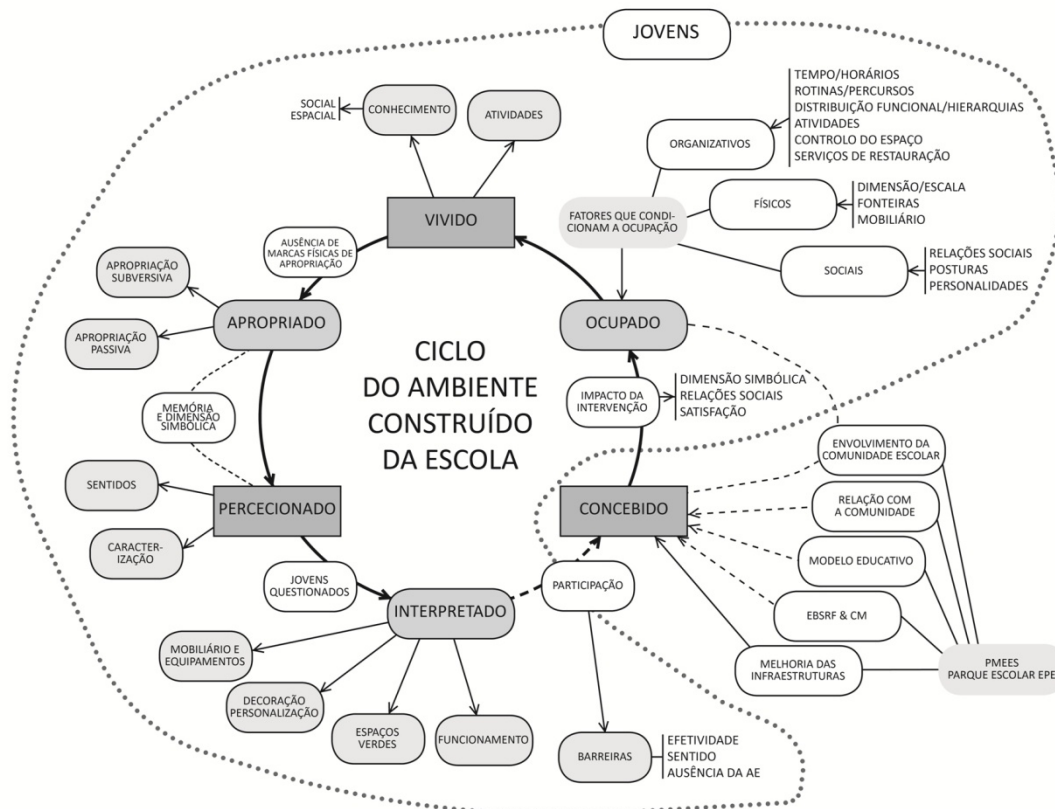 JOVENS
TEMPO/HORÁRIOS
ROTINAS/PERCURSOS
DISTRIBUIÇÃO FUNCIONAL/HIERARQUIAS
ATIVIDADES
CONTROLO DO ESPAÇO
SERVIÇOS DE RESTAURAÇÃO
SOCIAL
ESPACIAL
CONHECIMENTO
ATIVIDADES
ORGANIZATIVOS
VIVIDO
FATORES QUE CONDI-
CIONAM A OCUPAÇÃO
FÍSICOS
DIMENSÃO/ESCALA
FONTEIRAS
MOBILIÁRIO
AUSÊNCIA DE
MARCAS FÍSICAS DE
APROPRIAÇÃO
SOCIAIS
RELAÇÕES SOCIAIS
POSTURAS
PERSONALIDADES
APROPRIAÇÃO
SUBVERSIVA
APROPRIADO
OCUPADO
APROPRIAÇÃO
PASSIVA
CICLO
DO AMBIENTE
CONSTRUÍDO
DA ESCOLA
IMPACTO DA
INTERVENÇÃO
DIMENSÃO SIMBÓLICA
RELAÇÕES SOCIAIS
SATISFAÇÃO
MEMÓRIA
E DIMENSÃO
SIMBÓLICA
ENVOLVIMENTO DA
COMUNIDADE ESCOLAR
SENTIDOS
PERCECIONADO
CONCEBIDO
RELAÇÃO COM
A COMUNIDADE
CARACTER-
IZAÇÃO
MODELO EDUCATIVO
JOVENS
QUESTIONADOS
PARTICIPAÇÃO
INTERPRETADO
EBSRF & CM
MOBILIÁRIO E
EQUIPAMENTOS
MELHORIA DAS
INFRAESTRUTURAS
PMEES
PARQUE ESCOLAR EPE
DECORAÇÃO
PERSONALIZAÇÃO
ESPAÇOS
VERDES
FUNCIONAMENTO
BARREIRAS
EFETIVIDADE
SENTIDO
AUSÊNCIA DA AE